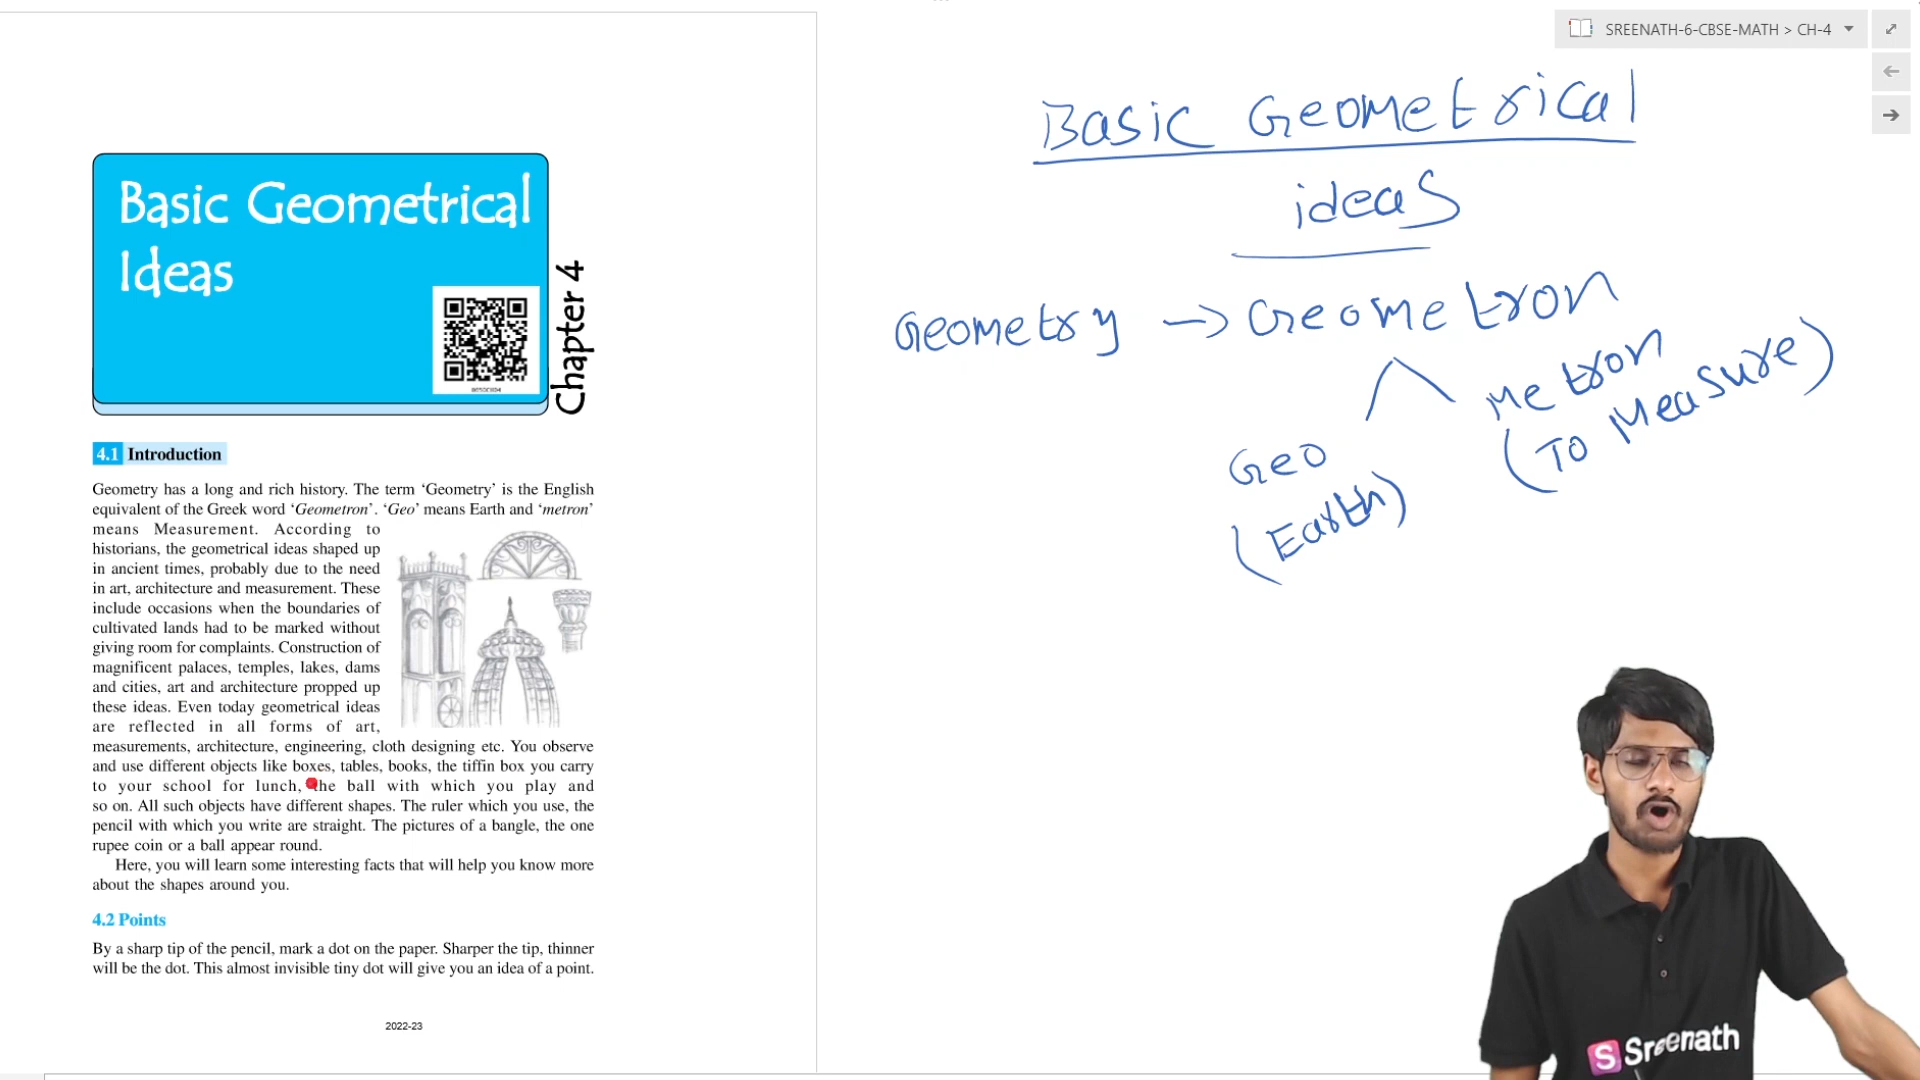 SREENATH-6-CBSE-MATH > CH-4
Basic Geometrical
Ideas
Chapter 4
4.1 Introduction
Geometry has a long and rich history. The term ‘Geometry’ is the English
equivalent of the Greek word ‘Geometron’. ‘Geo’ means Earth and ‘metron’
means Measurement. According to
historians, the geometrical ideas shaped up
in ancient times, probably due to the need
in art, architecture and measurement. These
include occasions when the boundaries of
cultivated lands had to be marked without
giving room for complaints. Construction of
magnificent palaces, temples, lakes, dams
and cities, art and architecture propped up
these ideas. Even today geometrical ideas
are reflected in all forms of art,
measurements, architecture, engineering, cloth designing etc. You observe
and use different objects like boxes, tables, books, the tiffin box you carry
to your school for lunch, the ball with which you play and
so on. All such objects have different shapes. The ruler which you use, the
pencil with which you write are straight. The pictures of a bangle, the one
rupee coin or a ball appear round.
Here, you will learn some interesting facts that will help you know more
about the shapes around you.
4.2 Points
By a sharp tip of the pencil, mark a dot on the paper. Sharper the tip, thinner
will be the dot. This almost invisible tiny dot will give you an idea of a point.
2022-23
Basic Geometrical
ideas
Geometry → Geometron
Metron
(To Measure)
Geo
(Earth)
S Sreenath